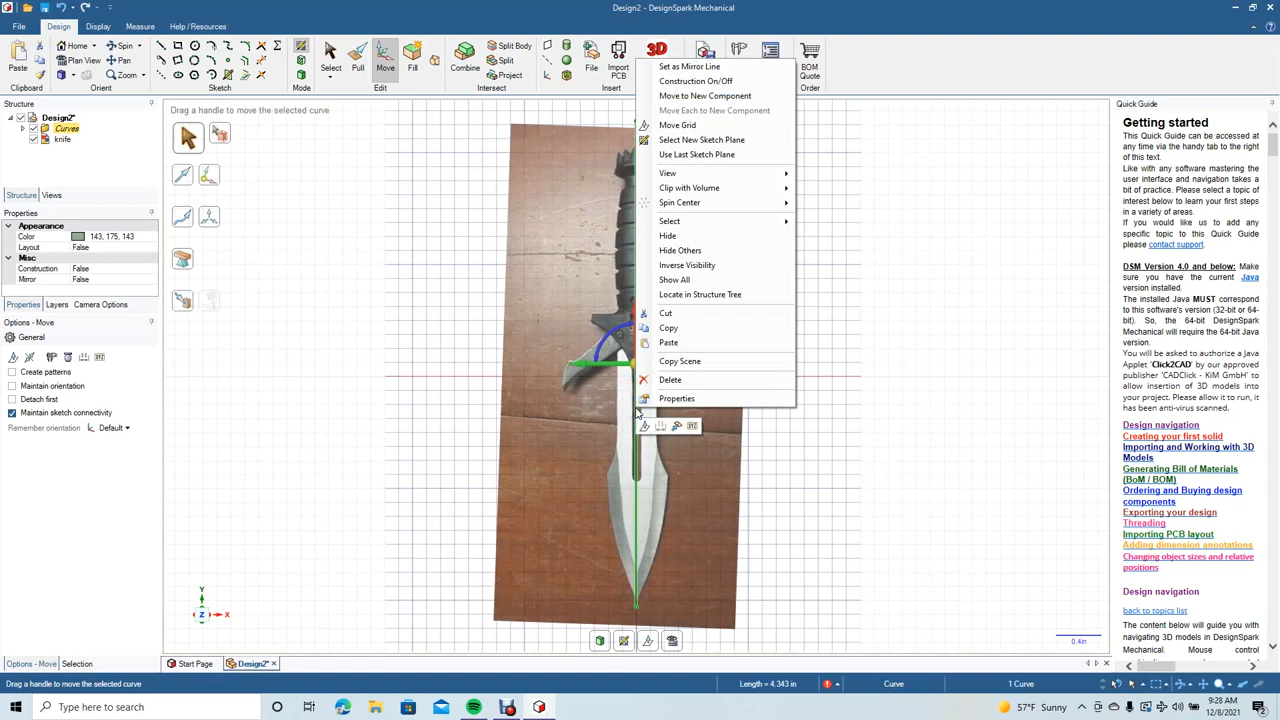 Design2 - DesignSpark Mechanical
File Design Display Measure Help / Resources
Paste
Clipboard
Home Plan View
Spin Pan Zoom
Orient
Sketch
Mode
Select Pull Move Fill
Edit
Combine Split Body Split Project
Intersect
File Import PCB
3D
Insert
BOM Quote
Order
Structure
Design2*
Curves
knife
Structure Views
Properties
Appearance
Color 143, 175, 143
Layout False
Misc
Construction False
Mirror False
Properties Layers Camera Options
Options - Move
General
Create patterns
Maintain orientation
Detach first
Maintain sketch connectivity
Remember orientation Default
Options - Move Selection
Drag a handle to move the selected curve
Set as Mirror Line
Construction On/Off
Move to New Component
Move Each to New Component
Move Grid
Select New Sketch Plane
Use Last Sketch Plane
View
Clip with Volume
Spin Center
Select
Hide
Hide Others
Inverse Visibility
Show All
Locate in Structure Tree
Cut
Copy
Paste
Copy Scene
Delete
Properties
XYZ
Y
Z
X
0.4in
Start Page Design2*
Quick Guide
Getting started
This Quick Guide can be accessed at
any time via the handy tab to the right
of this text.
Like with any software mastering the
user interface and navigation takes a
bit of practice. Please select a topic of
interest below to learn your first steps
in a variety of areas.
If you would like us to add any
specific topic to this Quick Guide
please contact support.
DSM Version 4.0 and below: Make
sure you have the current Java
version installed.
The installed Java MUST correspond
to this software's version (32-bit or 64-
bit). So, the 64-bit DesignSpark
Mechanical will require the 64-bit Java
version.
You will be asked to authorize a Java
Applet 'Click2CAD' by our approved
publisher 'CADClick - KiM GmbH' to
allow insertion of 3D models into
your project. Please allow it to run, it
has been anti-virus scanned.
Design navigation
Creating your first solid
Importing and Working with 3D
Models
Generating Bill of Materials
(BoM / BOM)
Ordering and Buying design
components
Exporting your design
Threading
Importing PCB layout
Adding dimension annotations
Changing object sizes and relative
positions
Design navigation
back to topics list
The content below will guide you with
navigating 3D models in DesignSpark
Mechanical. Mouse control
Drag a handle to move the selected curve
Length = 4.343 in
Curve
1 Curve
Type here to search
57°F Sunny
9:28 AM
12/8/2021